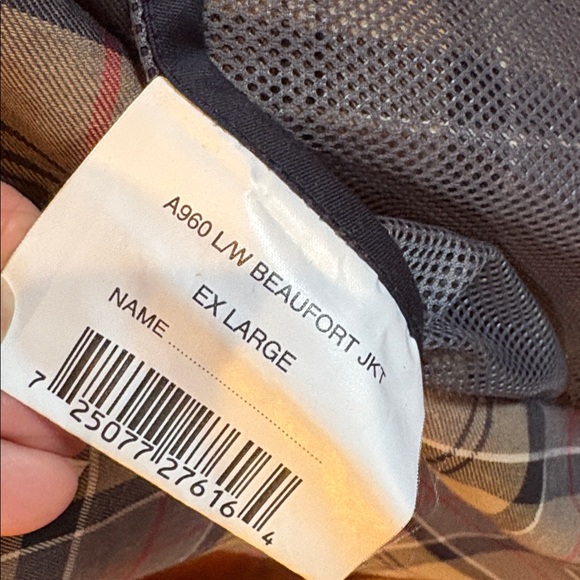 A960 L/W BEAUFORT JKT
EX LARGE
NAME ..............................
7 25077 27616 4